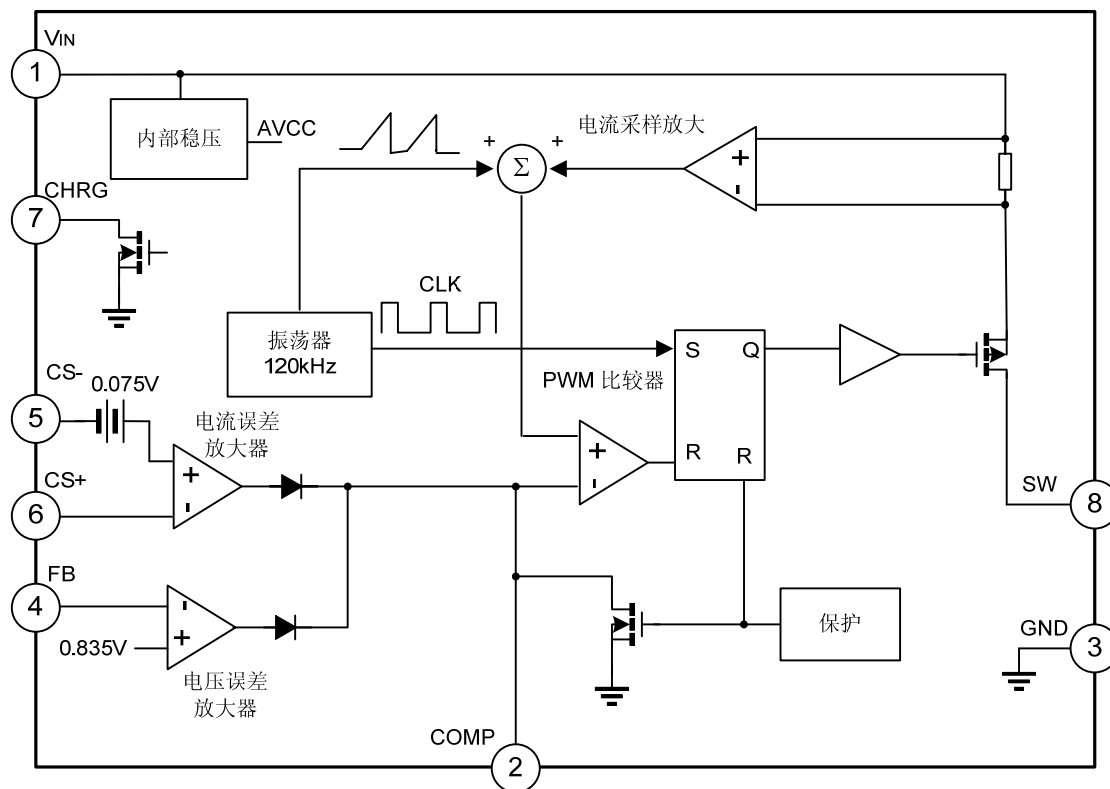 VIN
1
内部稳压
AVCC
电流采样放大
+
+
Σ
+
-
CHRG
7
CLK
振荡器
120kHz
S
Q
PWM 比较器
CS-
0.075V
5
电流误差
放大器
+
-
+
-
R
R
CS+
6
SW
8
FB
4
-
+
0.835V
电压误差
放大器
保护
GND
3
COMP
2